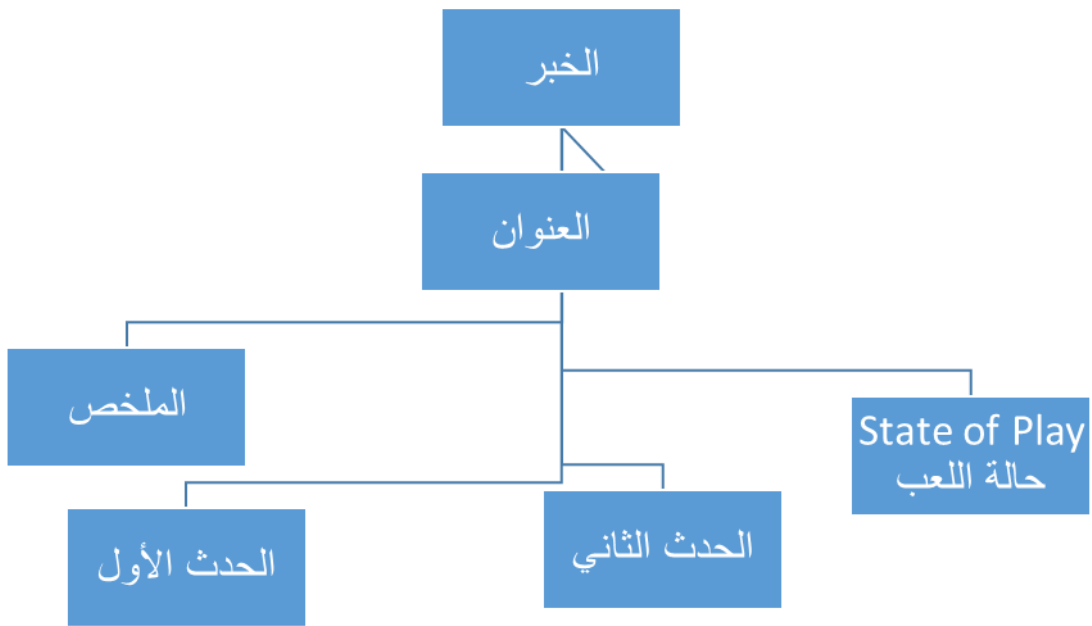 الخبر
العنوان
الملخص
State of Play
حالة اللعب
الحدث الثاني
الحدث الأول